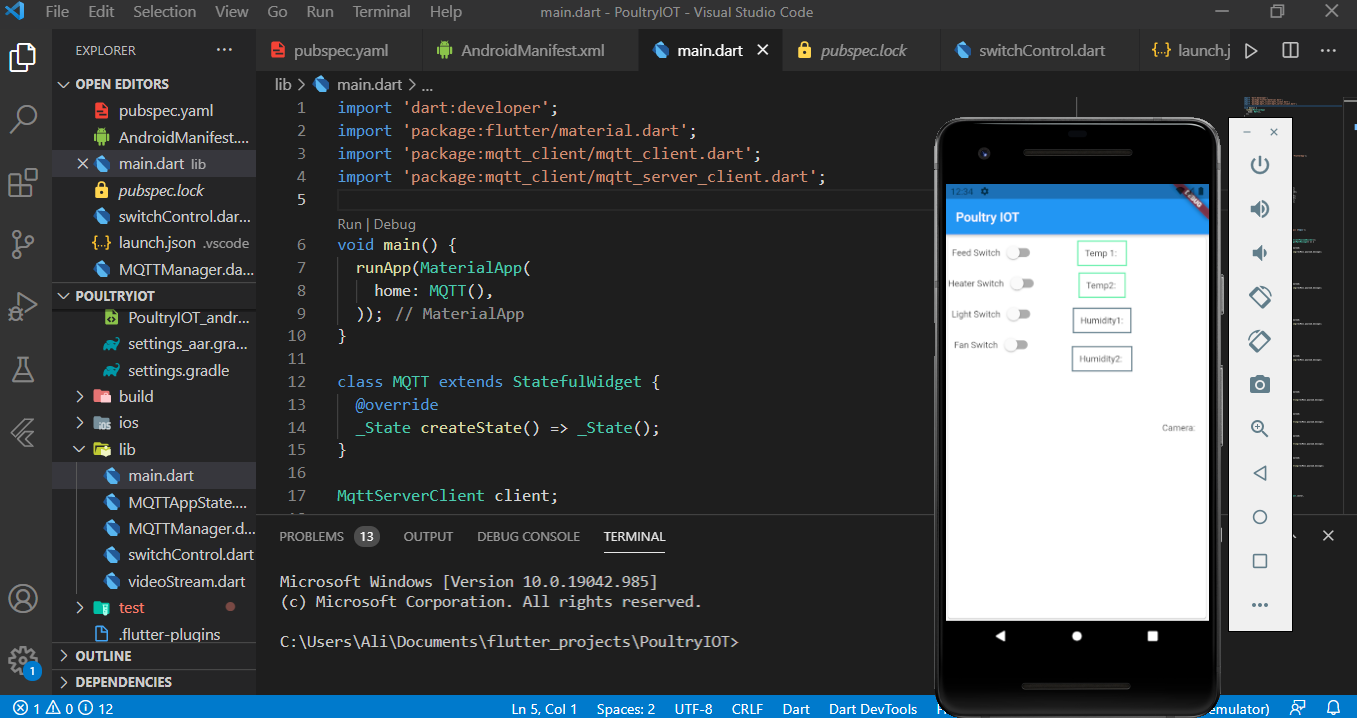 File Edit Selection View Go Run Terminal Help main.dart - PoultryIOT - Visual Studio Code
EXPLORER
OPEN EDITORS
pubspec.yaml
AndroidManifest....
main.dart lib
pubspec.lock
switchControl.dar...
launch.json .vscode
MQTTManager.da...
POULTRYIOT
PoultryIOT_andr...
settings_aar.gra...
settings.gradle
build
ios
lib
main.dart
MQTTAppState....
MQTTManager.d...
switchControl.dart
videoStream.dart
test
.flutter-plugins
OUTLINE
DEPENDENCIES
1
pubspec.yaml AndroidManifest.xml main.dart pubspec.lock switchControl.dart launch.j
lib > main.dart > ...
1 import 'dart:developer';
2 import 'package:flutter/material.dart';
3 import 'package:mqtt_client/mqtt_client.dart';
4 import 'package:mqtt_client/mqtt_server_client.dart';
5
Run | Debug
6 void main() {
7 runApp(MaterialApp(
8 home: MQTT(),
9 )); // MaterialApp
10 }
11
12 class MQTT extends StatefulWidget {
13 @override
14 _State createState() => _State();
15 }
16
17 MqttServerClient client;
PROBLEMS 13 OUTPUT DEBUG CONSOLE TERMINAL
Microsoft Windows [Version 10.0.19042.985]
(c) Microsoft Corporation. All rights reserved.
C:\Users\Ali\Documents\flutter_projects\PoultryIOT>
12:34
DEBUG
Poultry IOT
Feed Switch Temp 1:
Heater Switch Temp2:
Light Switch Humidity1:
Fan Switch Humidity2:
Camera:
1 0 12 Ln 5, Col 1 Spaces: 2 UTF-8 CRLF Dart Dart DevTools emulator)